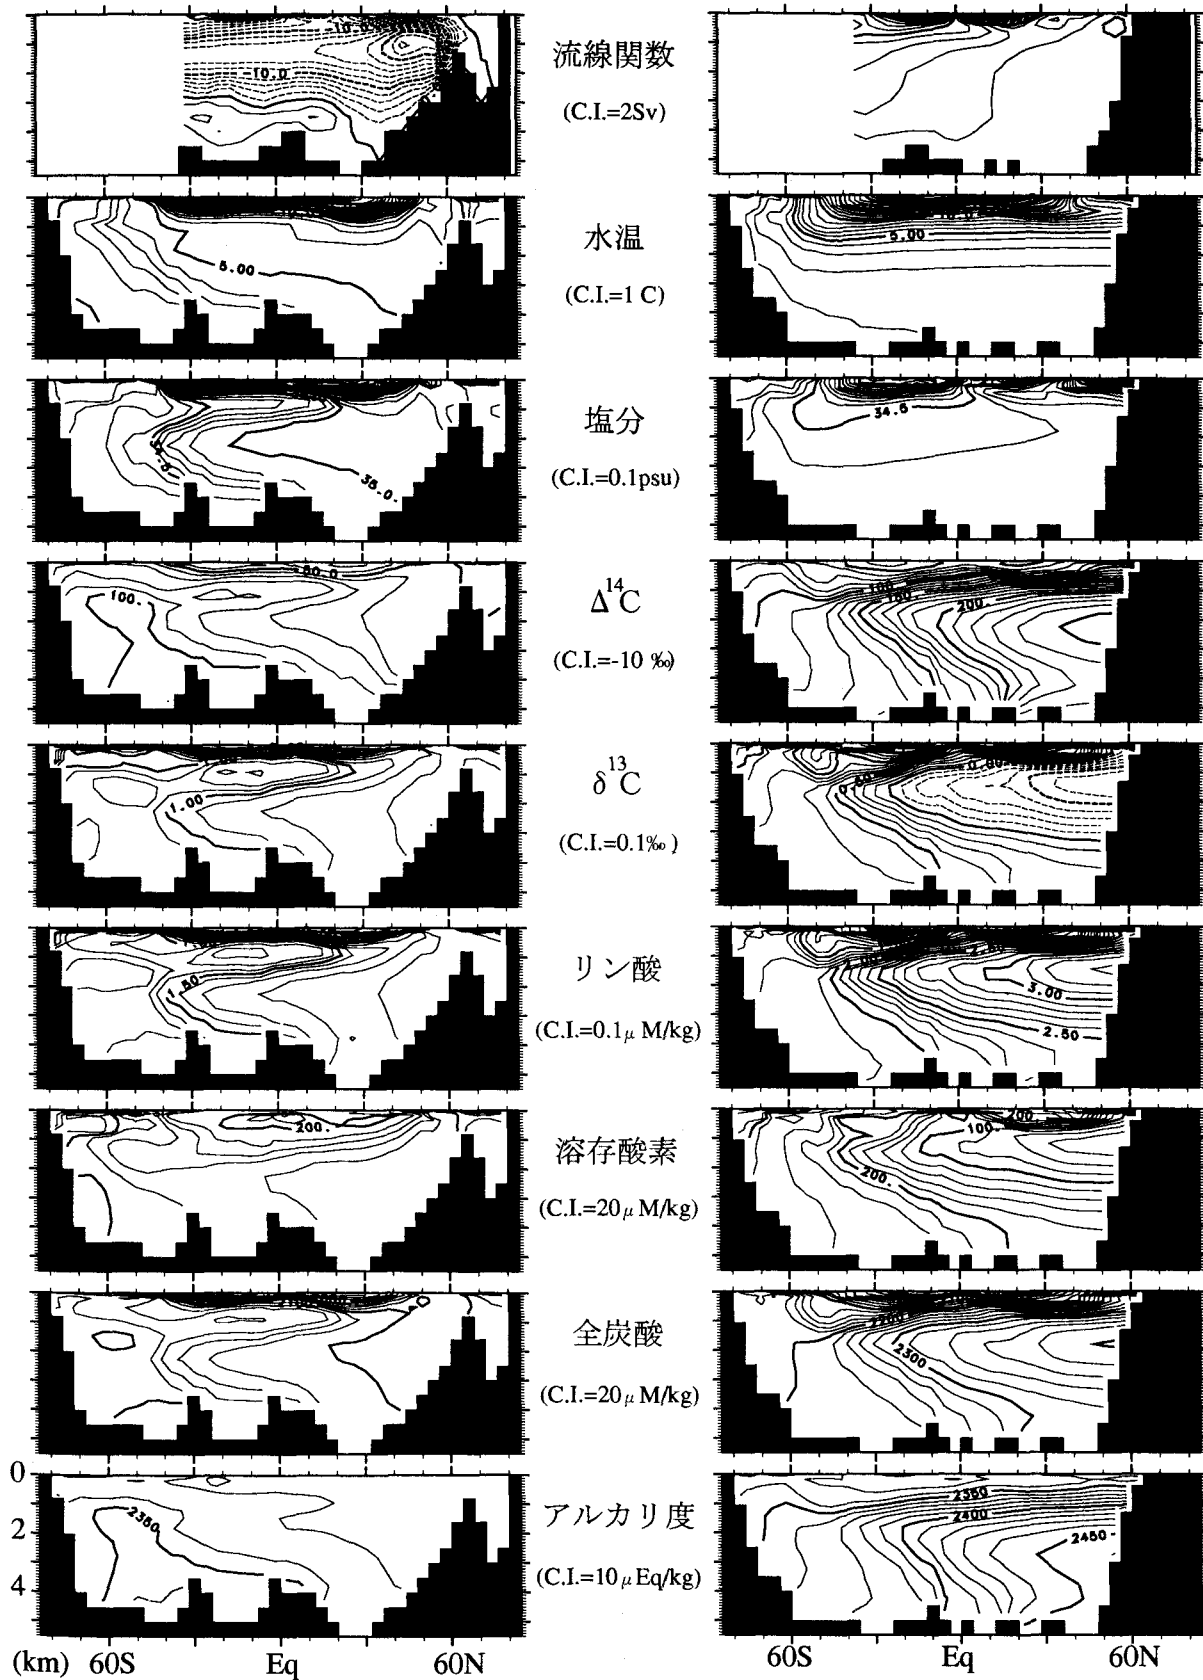 -10.0
-10.0
流線関数
(C.I.=2Sv)
5.00
水温
(C.I.=1 C)
5.00
35.0
塩分
(C.I.=0.1psu)
34.5
100.
Δ¹⁴C
(C.I.=-10 ‰)
100
200.
1.00
δ¹³C
(C.I.=0.1‰)
1.50
リン酸
(C.I.=0.1μM/kg)
3.00
2.50
200.
溶存酸素
(C.I.=20μM/kg)
200.
100.
200.
全炭酸
(C.I.=20μM/kg)
2200
2300
0
2
4
(km)
2350
アルカリ度
(C.I.=10μEq/kg)
2350
2400
2450
60S Eq 60N
60S Eq 60N